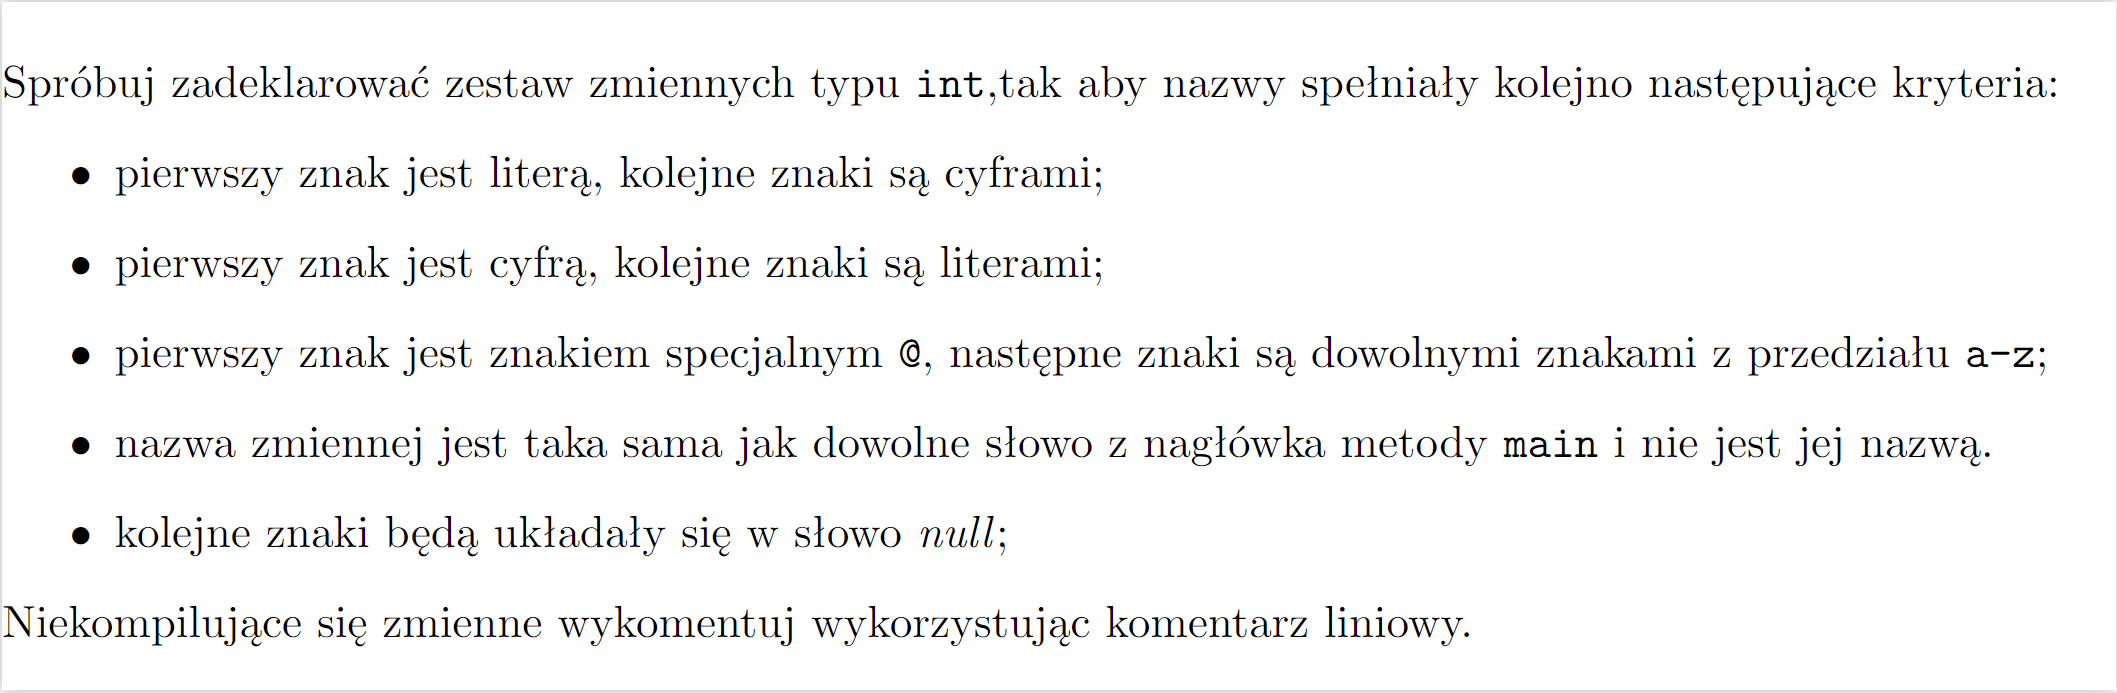 Spróbuj zadeklarować zestaw zmiennych typu int,tak aby nazwy spełniały kolejno następujące kryteria:
• pierwszy znak jest literą, kolejne znaki są cyframi;
• pierwszy znak jest cyfrą, kolejne znaki są literami;
• pierwszy znak jest znakiem specjalnym @, następne znaki są dowolnymi znakami z przedziału a-z;
• nazwa zmiennej jest taka sama jak dowolne słowo z nagłówka metody main i nie jest jej nazwą.
• kolejne znaki będą układały się w słowo null;
Niekompilujące się zmienne wykomentuj wykorzystując komentarz liniowy.